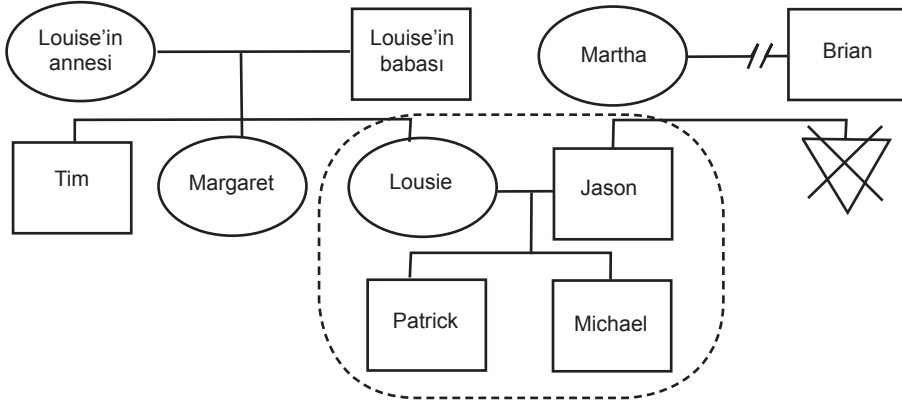 Louise’in
annesi
Louise’in
babası
Martha
Brian
Tim
Margaret
Lousie
Jason
Patrick
Michael